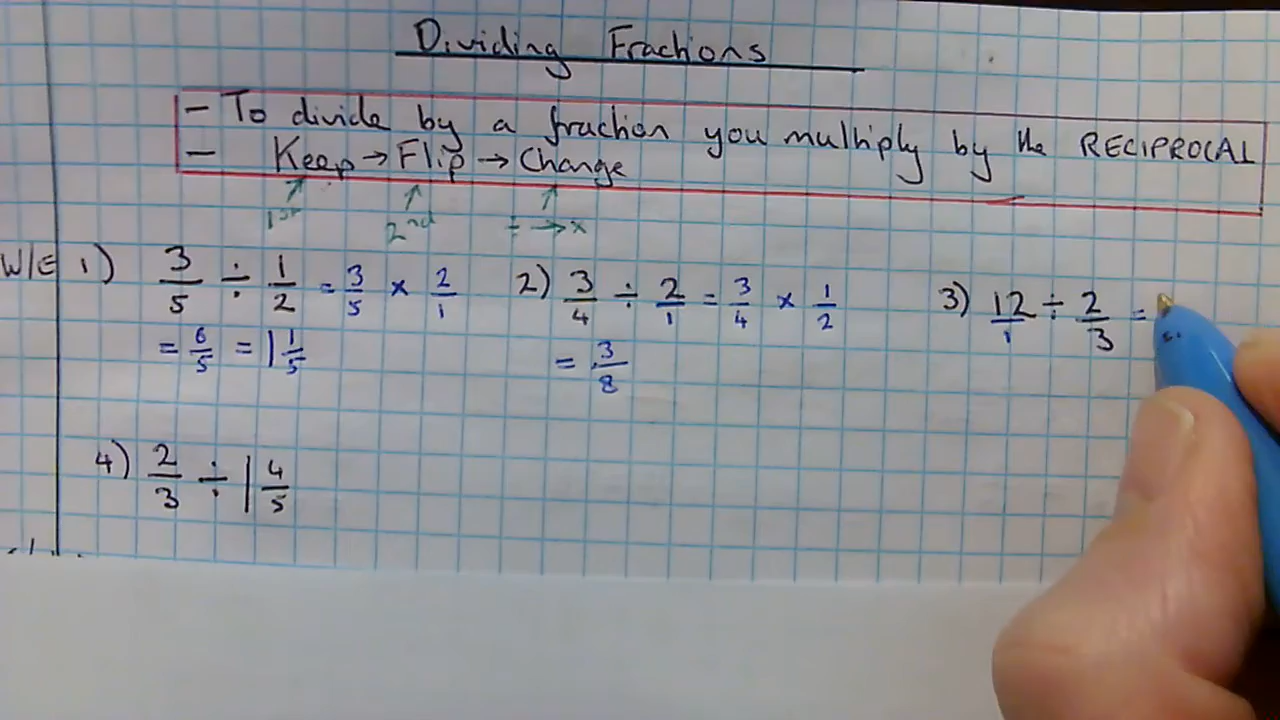 Dividing Fractions
- To divide by a fraction you multiply by the RECIPROCAL
- Keep → Flip → Change
1st 2nd ÷ → x
W/E 1) 3/5 ÷ 1/2 = 3/5 × 2/1
= 6/5 = 1 1/5
2) 3/4 ÷ 2/1 = 3/4 × 1/2
= 3/8
3) 12/1 ÷ 2/3 =
4) 2/3 ÷ 1 4/5